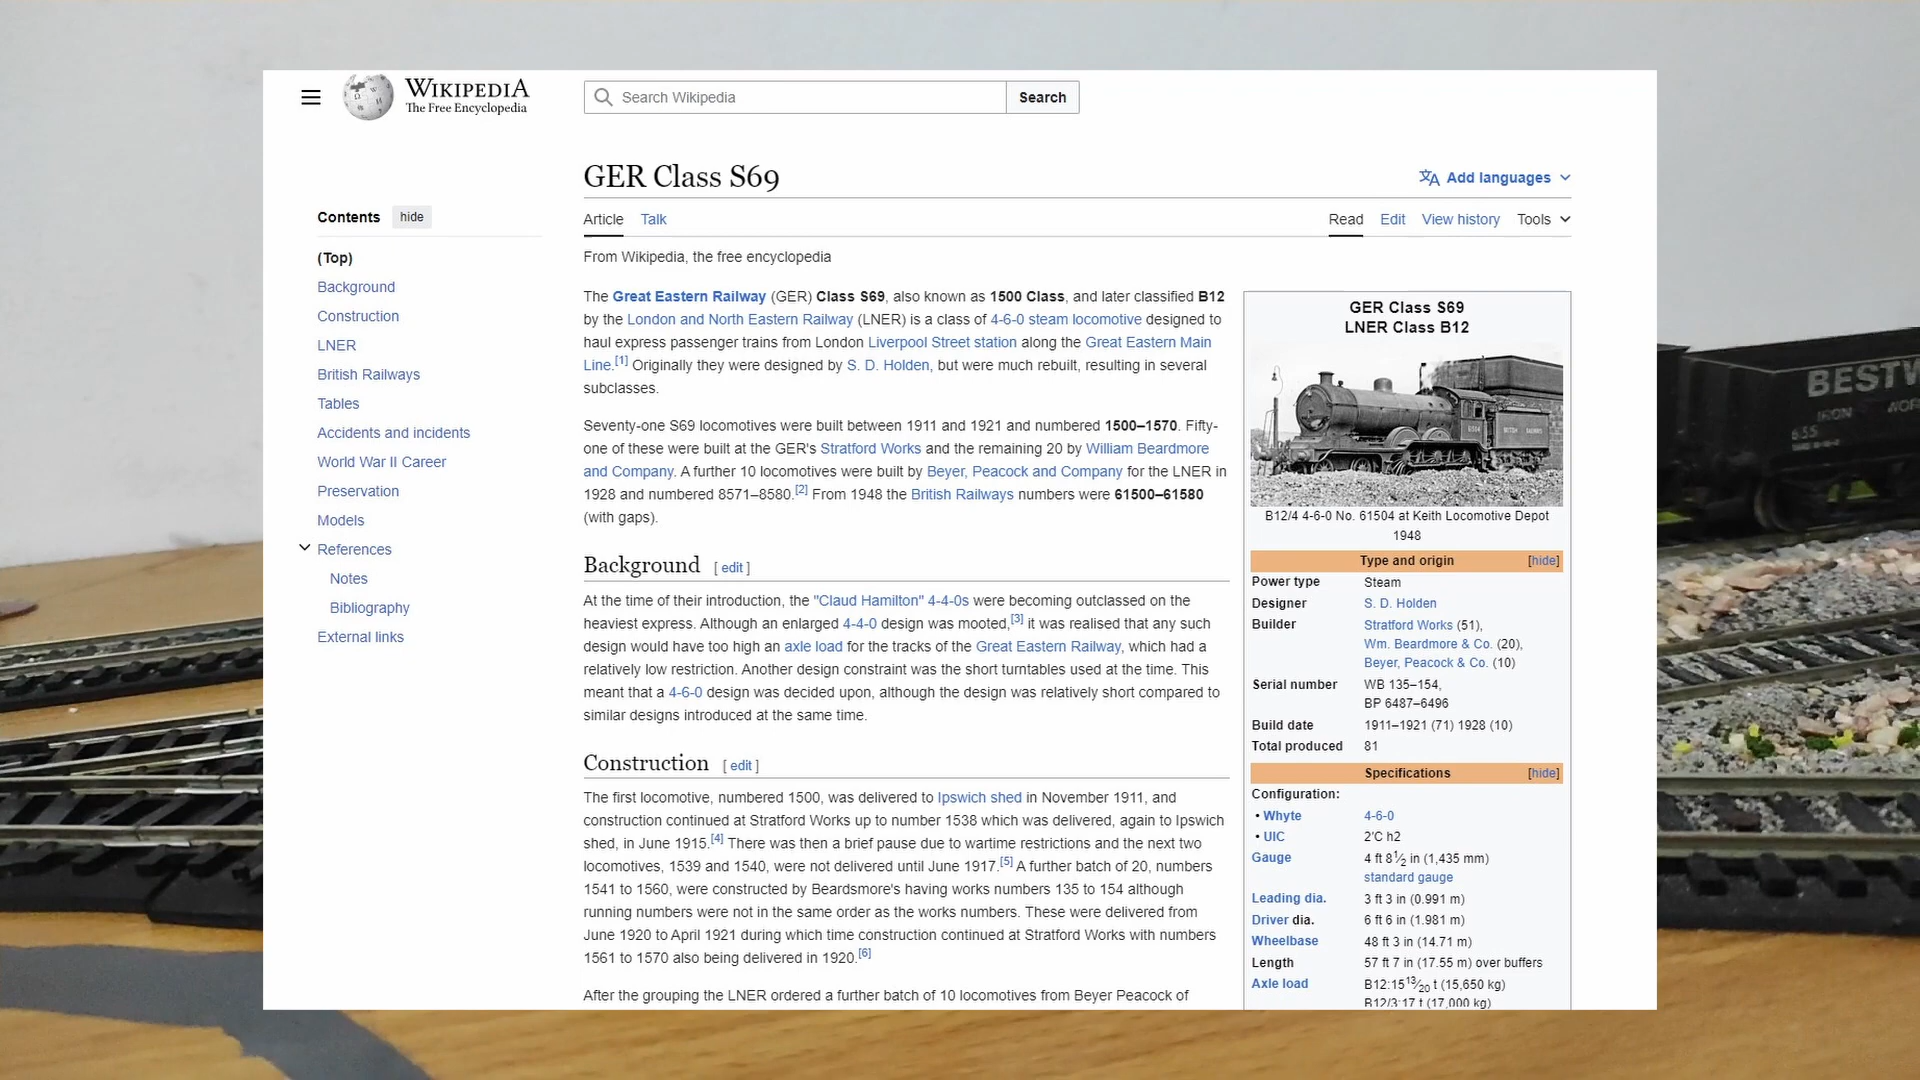 WIKIPEDIA
The Free Encyclopedia
Search Wikipedia
Search
GER Class S69
Add languages
Contents hide
Article Talk
Read Edit View history Tools
(Top)
Background
Construction
LNER
British Railways
Tables
Accidents and incidents
World War II Career
Preservation
Models
References
Notes
Bibliography
External links
From Wikipedia, the free encyclopedia
The Great Eastern Railway (GER) Class S69, also known as 1500 Class, and later classified B12
by the London and North Eastern Railway (LNER) is a class of 4-6-0 steam locomotive designed to
haul express passenger trains from London Liverpool Street station along the Great Eastern Main
Line.[1] Originally they were designed by S. D. Holden, but were much rebuilt, resulting in several
subclasses.
Seventy-one S69 locomotives were built between 1911 and 1921 and numbered 1500–1570. Fifty-
one of these were built at the GER's Stratford Works and the remaining 20 by William Beardmore
and Company. A further 10 locomotives were built by Beyer, Peacock and Company for the LNER in
1928 and numbered 8571–8580.[2] From 1948 the British Railways numbers were 61500–61580
(with gaps).
Background [ edit ]
At the time of their introduction, the "Claud Hamilton" 4-4-0s were becoming outclassed on the
heaviest express. Although an enlarged 4-4-0 design was mooted,[3] it was realised that any such
design would have too high an axle load for the tracks of the Great Eastern Railway, which had a
relatively low restriction. Another design constraint was the short turntables used at the time. This
meant that a 4-6-0 design was decided upon, although the design was relatively short compared to
similar designs introduced at the same time.
Construction [ edit ]
The first locomotive, numbered 1500, was delivered to Ipswich shed in November 1911, and
construction continued at Stratford Works up to number 1538 which was delivered, again to Ipswich
shed, in June 1915.[4] There was then a brief pause due to wartime restrictions and the next two
locomotives, 1539 and 1540, were not delivered until June 1917.[5] A further batch of 20, numbers
1541 to 1560, were constructed by Beardsmore's having works numbers 135 to 154 although
running numbers were not in the same order as the works numbers. These were delivered from
June 1920 to April 1921 during which time construction continued at Stratford Works with numbers
1561 to 1570 also being delivered in 1920.[6]
After the grouping the LNER ordered a further batch of 10 locomotives from Beyer Peacock of
GER Class S69
LNER Class B12
B12/4 4-6-0 No. 61504 at Keith Locomotive Depot
1948
Type and origin [hide]
Power type Steam
Designer S. D. Holden
Builder Stratford Works (51),
Wm. Beardmore & Co. (20),
Beyer, Peacock & Co. (10)
Serial number WB 135–154,
BP 6487–6496
Build date 1911–1921 (71) 1928 (10)
Total produced 81
Specifications [hide]
Configuration:
• Whyte 4-6-0
• UIC 2′C h2
Gauge 4 ft 8 1⁄2 in (1,435 mm)
standard gauge
Leading dia. 3 ft 3 in (0.991 m)
Driver dia. 6 ft 6 in (1.981 m)
Wheelbase 48 ft 3 in (14.71 m)
Length 57 ft 7 in (17.55 m) over buffers
Axle load B12:15 13⁄20 t (15,650 kg)
B12/3:17 t (17,000 kg)
BESTW
IRON WOR
655